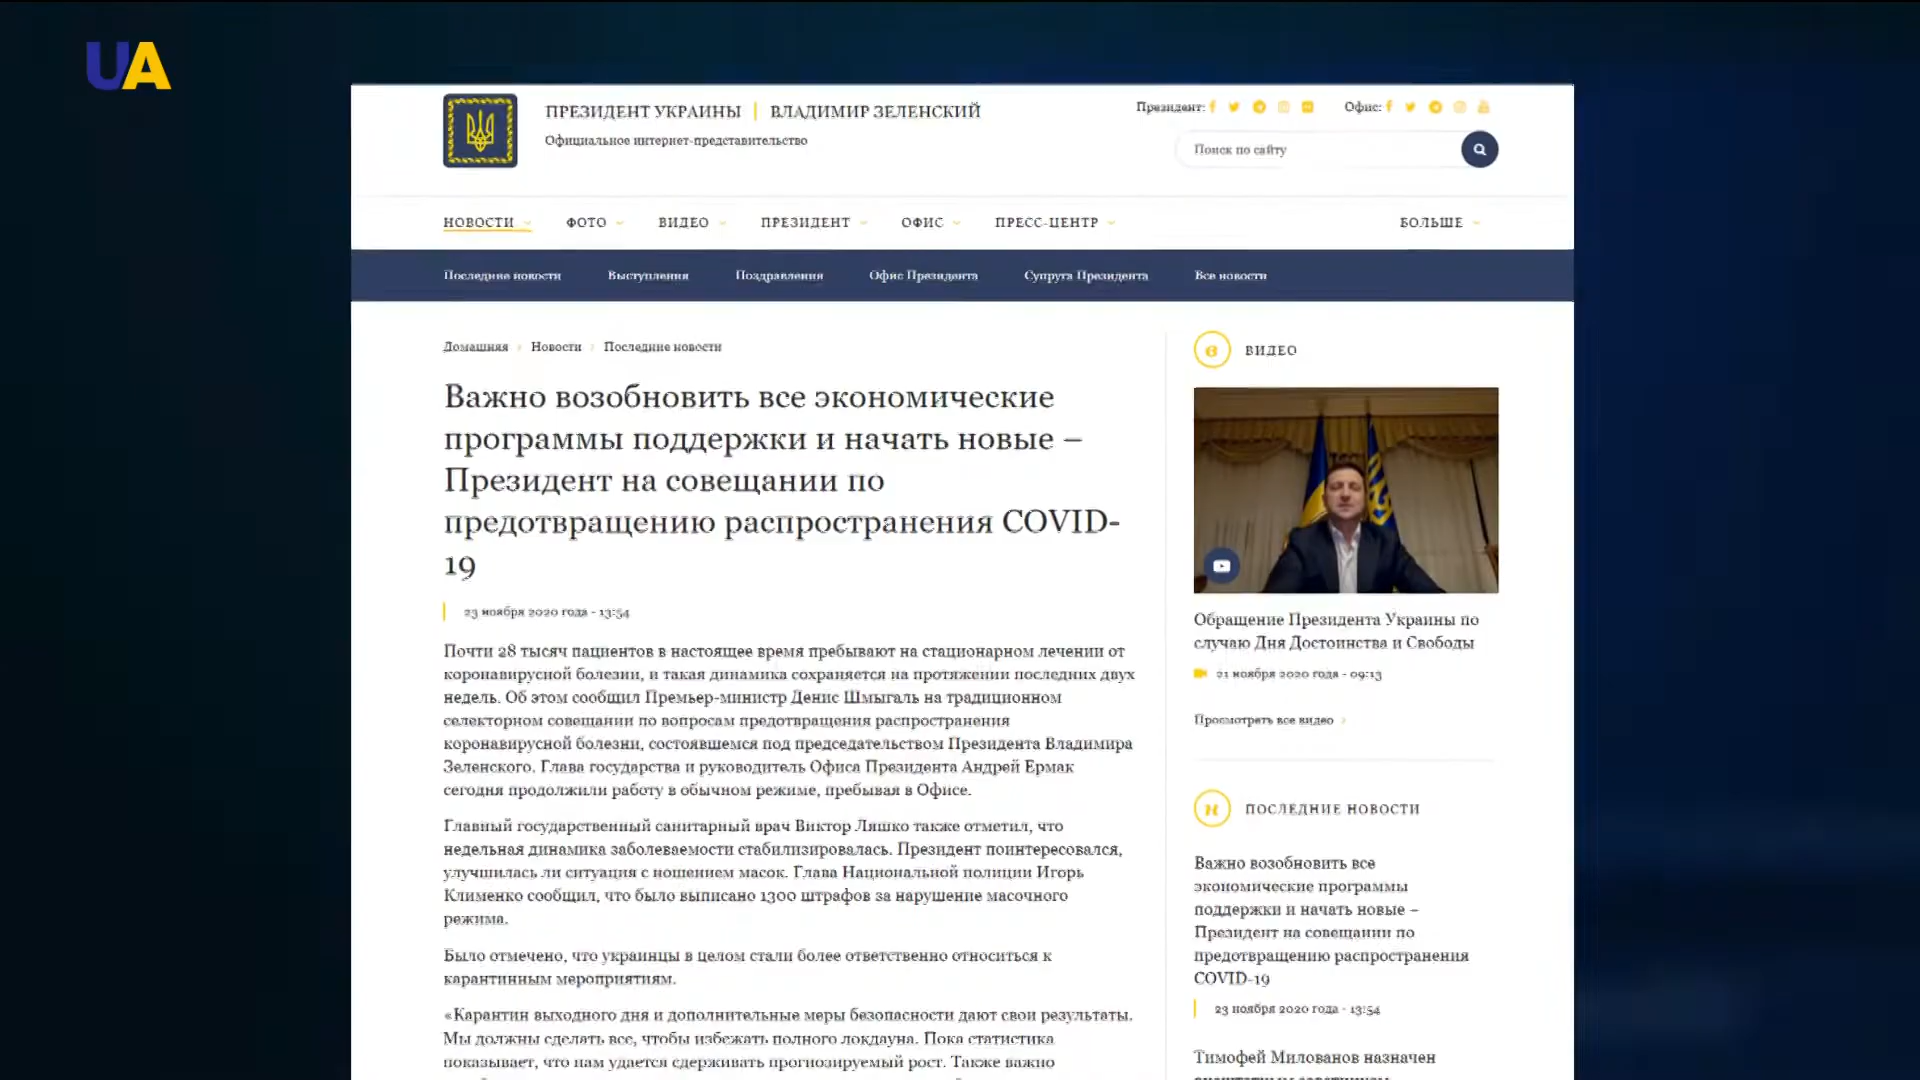 UA
ПРЕЗИДЕНТ УКРАИНЫ | ВЛАДИМИР ЗЕЛЕНСКИЙ
Официальное интернет-представительство
Президент:
Офис:
Поиск по сайту
НОВОСТИ ФОТО ВИДЕО ПРЕЗИДЕНТ ОФИС ПРЕСС-ЦЕНТР БОЛЬШЕ
Последние новости Выступления Поздравления Офис Президента Супруга Президента Все новости
Домашняя Новости Последние новости
Важно возобновить все экономические
программы поддержки и начать новые –
Президент на совещании по
предотвращению распространения COVID-
19
23 ноября 2020 года - 13:54
Почти 28 тысяч пациентов в настоящее время пребывают на стационарном лечении от
коронавирусной болезни, и такая динамика сохраняется на протяжении последних двух
недель. Об этом сообщил Премьер-министр Денис Шмыгаль на традиционном
селекторном совещании по вопросам предотвращения распространения
коронавирусной болезни, состоявшемся под председательством Президента Владимира
Зеленского. Глава государства и руководитель Офиса Президента Андрей Ермак
сегодня продолжили работу в обычном режиме, пребывая в Офисе.
Главный государственный санитарный врач Виктор Ляшко также отметил, что
недельная динамика заболеваемости стабилизировалась. Президент поинтересовался,
улучшилась ли ситуация с ношением масок. Глава Национальной полиции Игорь
Клименко сообщил, что было выписано 1300 штрафов за нарушение масочного
режима.
Было отмечено, что украинцы в целом стали более ответственно относиться к
карантинным мероприятиям.
«Карантин выходного дня и дополнительные меры безопасности дают свои результаты.
Мы должны сделать все, чтобы избежать полного локдауна. Пока статистика
показывает, что нам удается сдерживать прогнозируемый рост. Также важно
в ВИДЕО
Обращение Президента Украины по
случаю Дня Достоинства и Свободы
21 ноября 2020 года - 09:13
Просмотреть все видео
н ПОСЛЕДНИЕ НОВОСТИ
Важно возобновить все
экономические программы
поддержки и начать новые –
Президент на совещании по
предотвращению распространения
COVID-19
23 ноября 2020 года - 13:54
Тимофей Милованов назначен